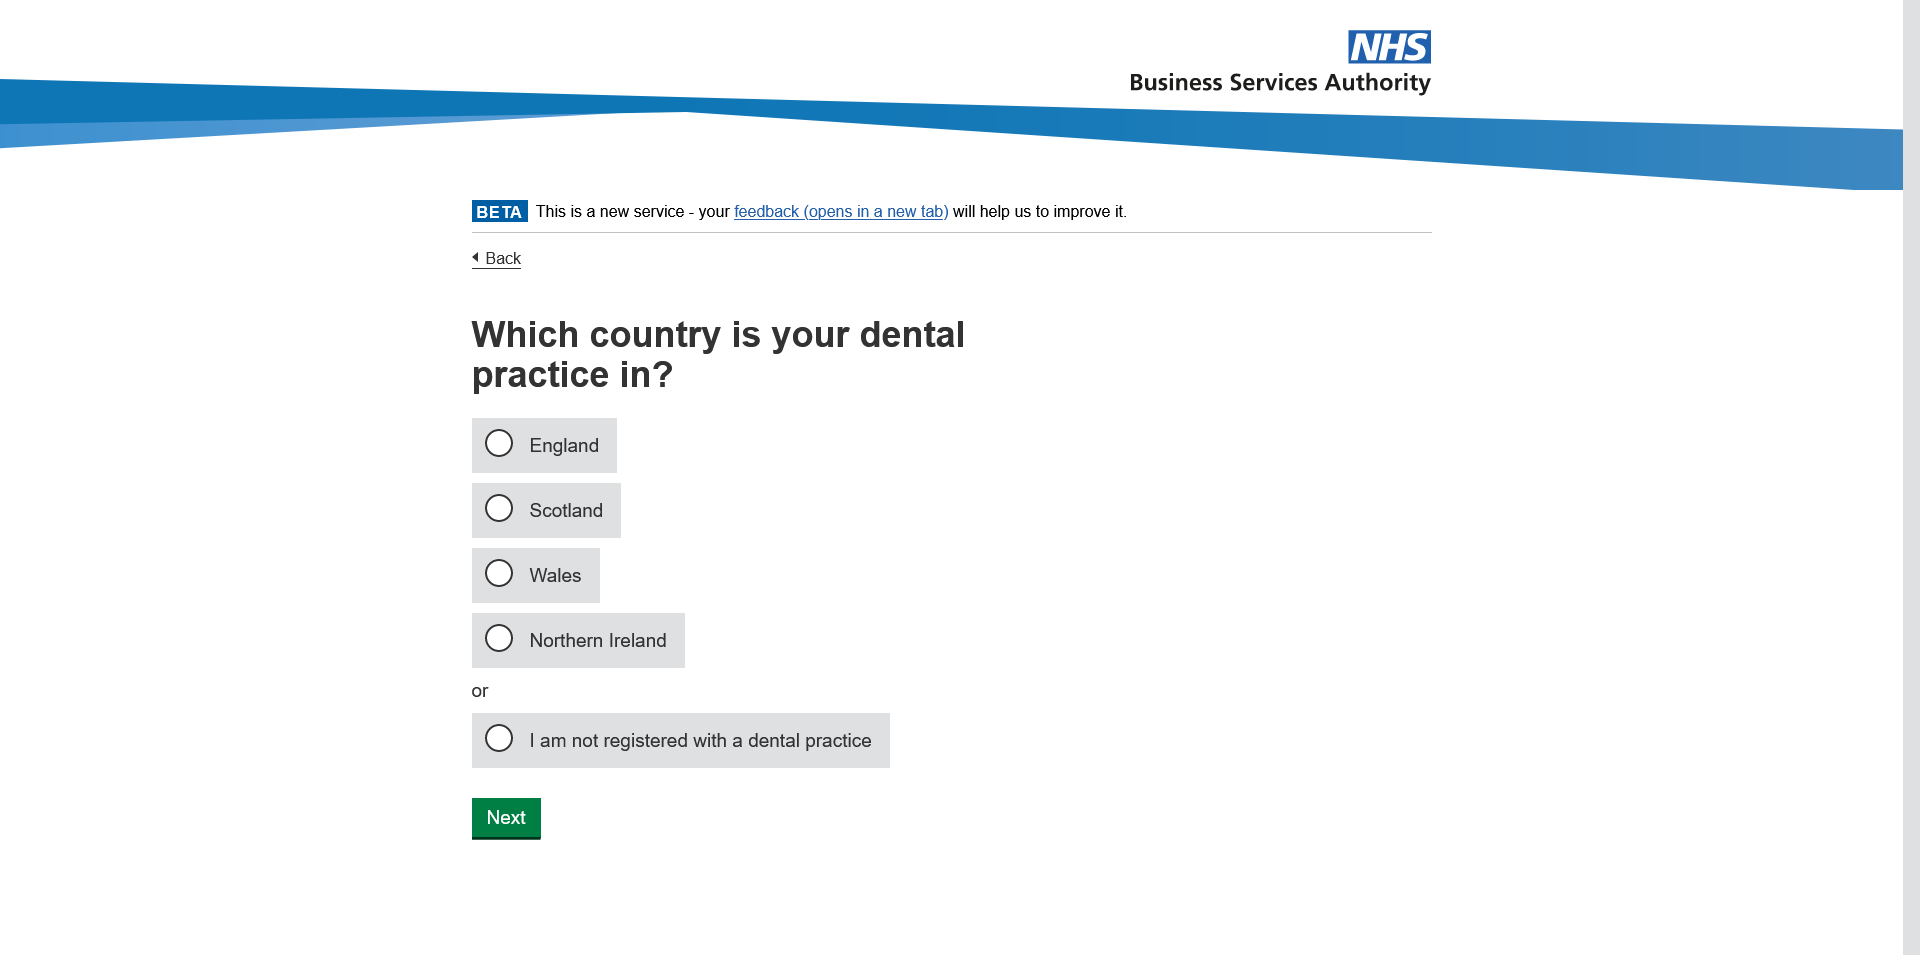 NHS
Business Services Authority
BETA This is a new service - your feedback (opens in a new tab) will help us to improve it.
Back
Which country is your dental
practice in?
England
Scotland
Wales
Northern Ireland
or
I am not registered with a dental practice
Next